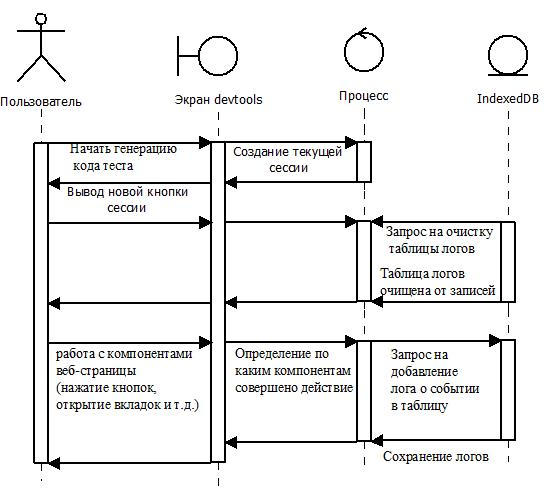 Пользователь
Экран devtools
Процесс
IndexedDB
Начать генерацию
кода теста
Создание текущей
сессии
Вывод новой кнопки
сессии
Запрос на очистку
таблицы логов
Таблица логов
очищена от записей
работа с компонентами
веб-страницы
(нажатие кнопок,
открытие вкладок и т.д.)
Определение по
каким компонентам
совершено действие
Запрос на
добавление
лога о событии
в таблицу
Сохранение логов